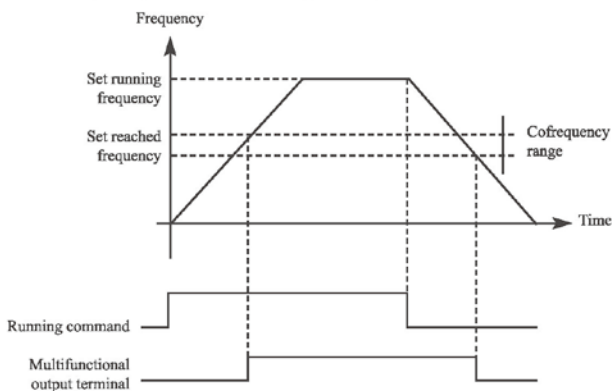 Frequency
Set running
frequency
Set reached
frequency
Cofrequency
range
Time
Running command
Multifunctional
output terminal